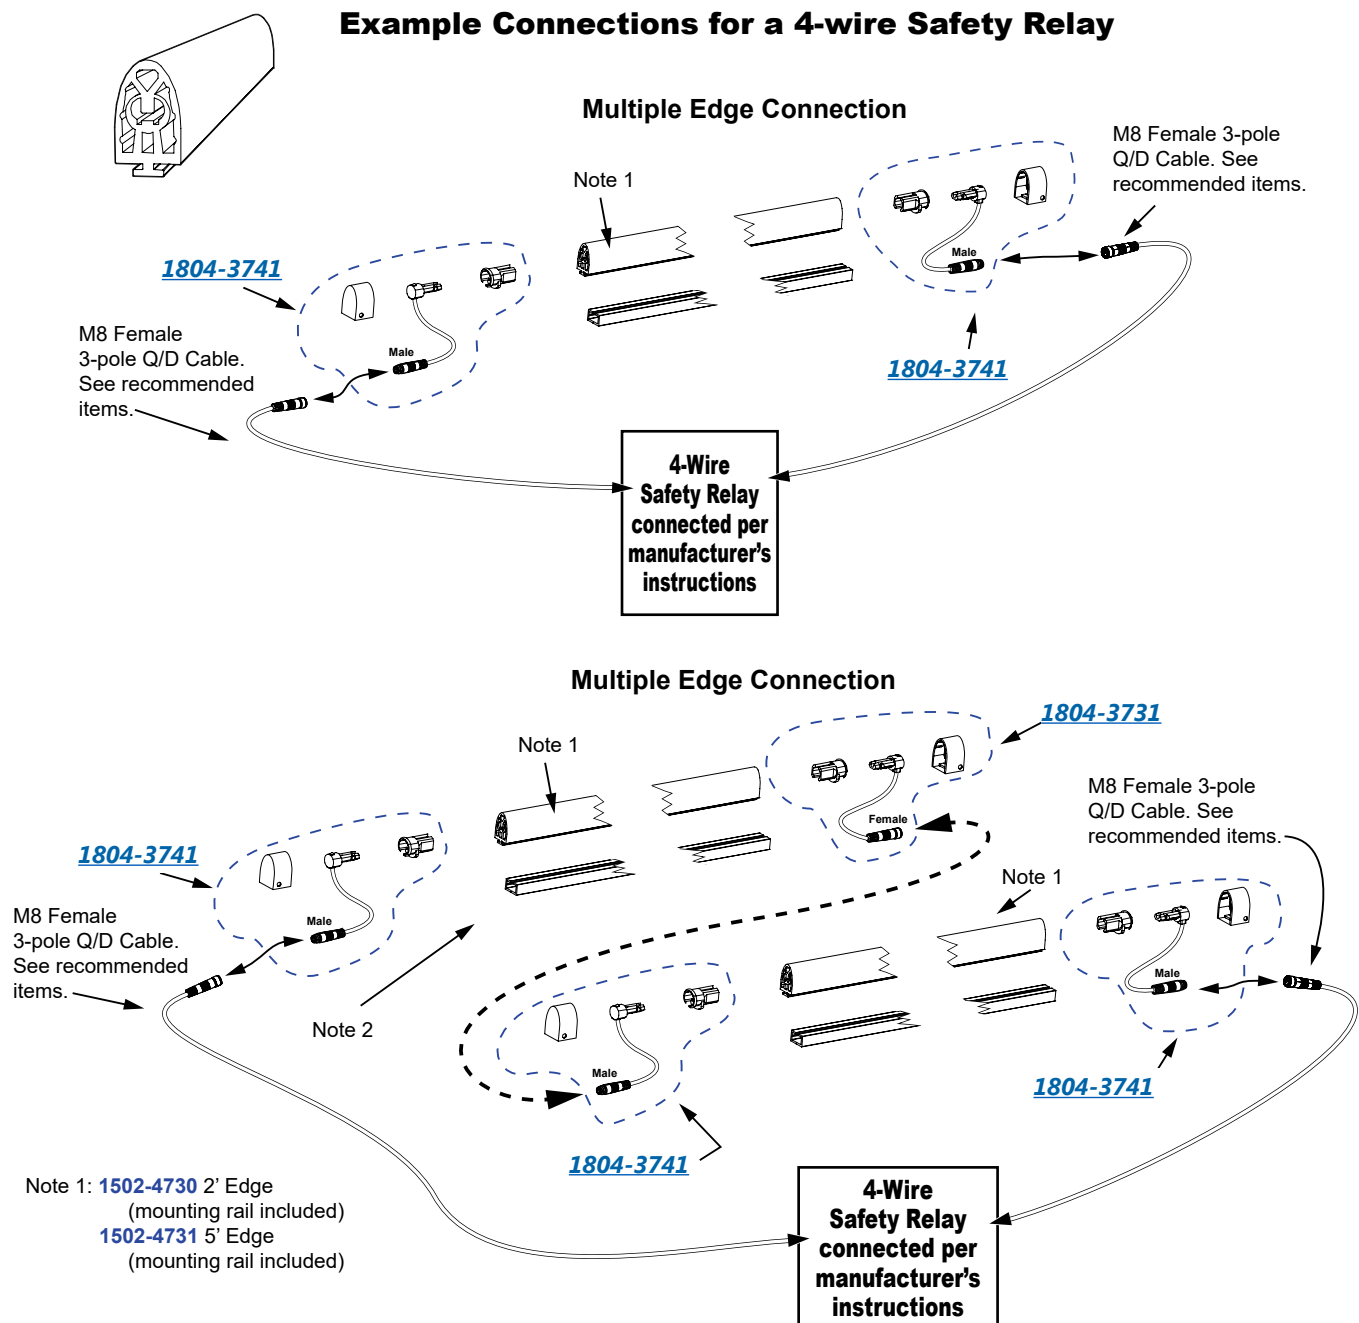 Example Connections for a 4-wire Safety Relay
Multiple Edge Connection
M8 Female 3-pole
Q/D Cable. See
recommended items.
Note 1
Male
1804-3741
1804-3741
M8 Female
3-pole Q/D Cable.
See recommended
items.
Male
4-Wire
Safety Relay
connected per
manufacturer's
instructions
Multiple Edge Connection
1804-3731
Note 1
M8 Female 3-pole
Q/D Cable. See
recommended items.
Female
1804-3741
Note 1
M8 Female
3-pole Q/D Cable.
See recommended
items.
Male
Male
Note 2
Male
1804-3741
1804-3741
Note 1: 1502-4730 2' Edge
(mounting rail included)
1502-4731 5' Edge
(mounting rail included)
4-Wire
Safety Relay
connected per
manufacturer's
instructions